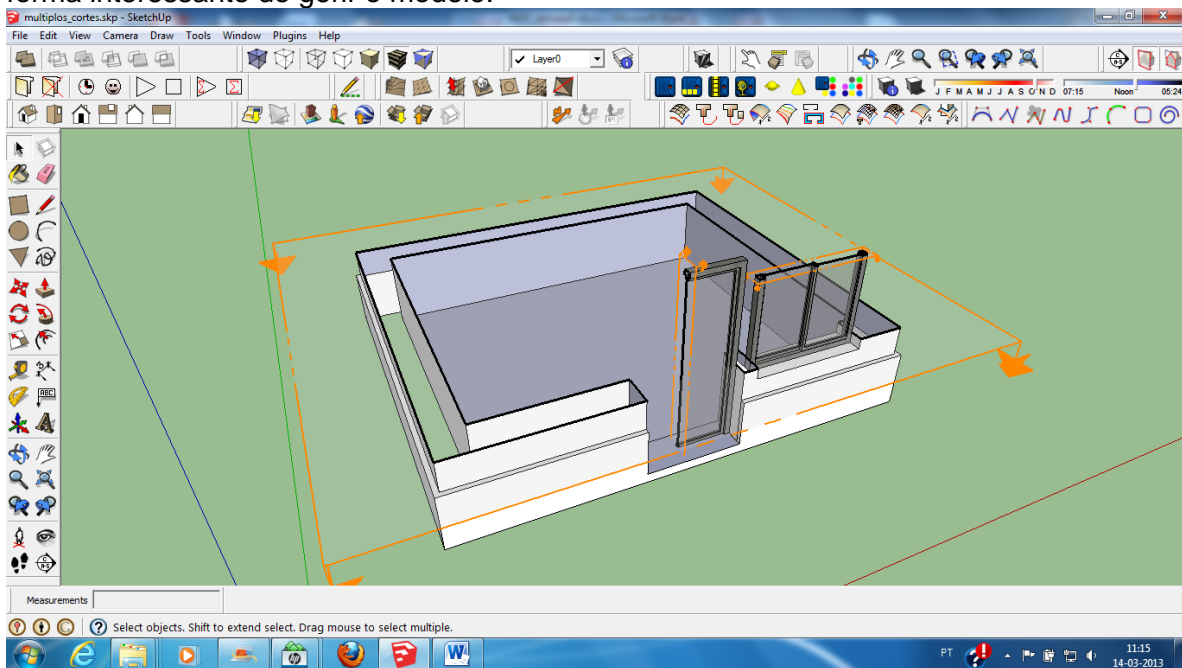 forma interessante de gerir o modelo.
multiplos_cortes.skp - SketchUp
File Edit View Camera Draw Tools Window Plugins Help
Layer0
J F M A M J J A S O N D 07:15 Noon 05:24
ABC
Measurements
Select objects. Shift to extend select. Drag mouse to select multiple.
PT
11:15
14-03-2013